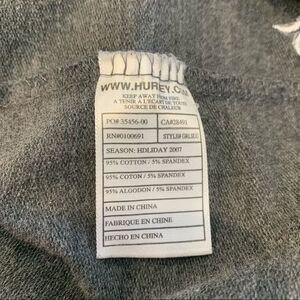 WWW.HURLEY.COM
KEEP AWAY FROM FIRE
A TENIR A L'ECART DE TOUTE
SOURCE DE CHALEUR
PO# 35456-00 CA#28491
RN#0100691 STYLE#
SEASON: HDLIDAY 2007
95% COTTON / 5% SPANDEX
95% COTON / 5% SPANDEX
95% ALGODON / 5% SPANDEX
MADE IN CHINA
FABRIQUE EN CHINE
HECHO EN CHINA